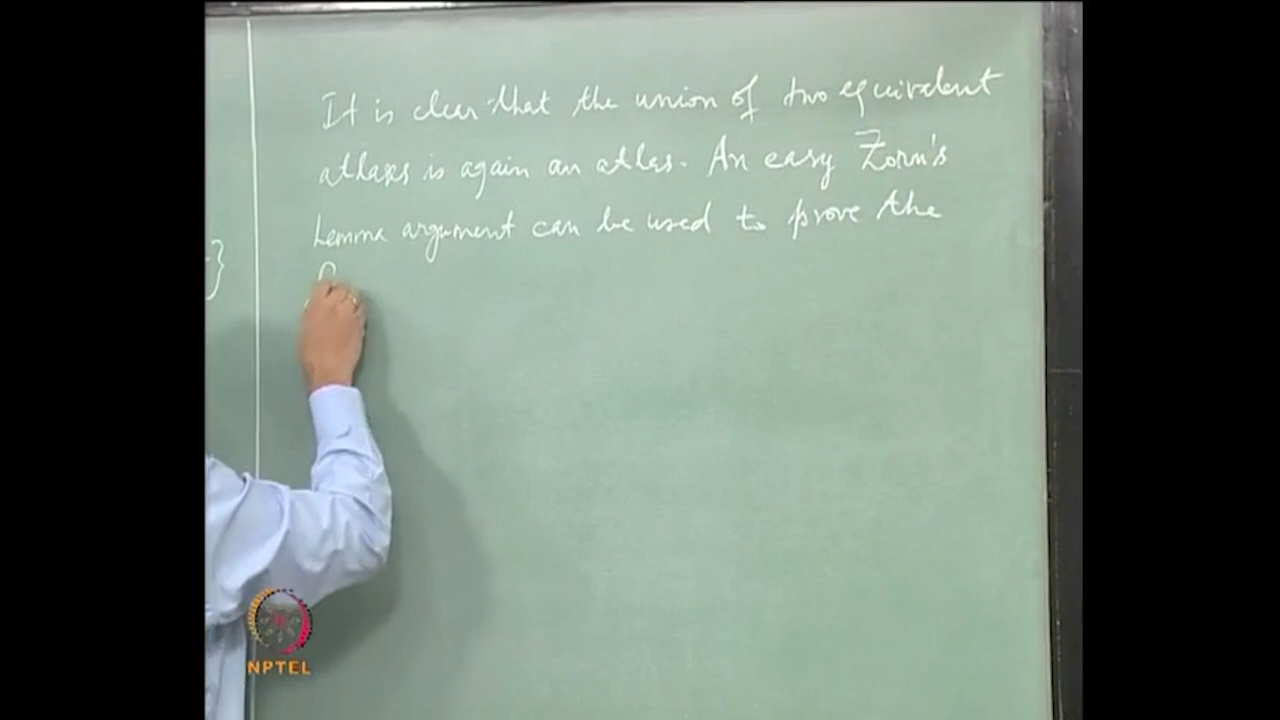 It is clear that the union of two equivalent
atlases is again an atlas. An easy Zorn's
Lemma argument can be used to prove the
}
NPTEL